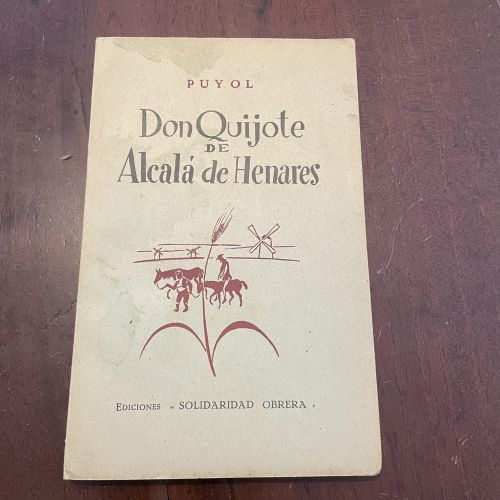 PUYOL
Don Quijote
DE
Alcalá de Henares
EDICIONES « SOLIDARIDAD OBRERA »